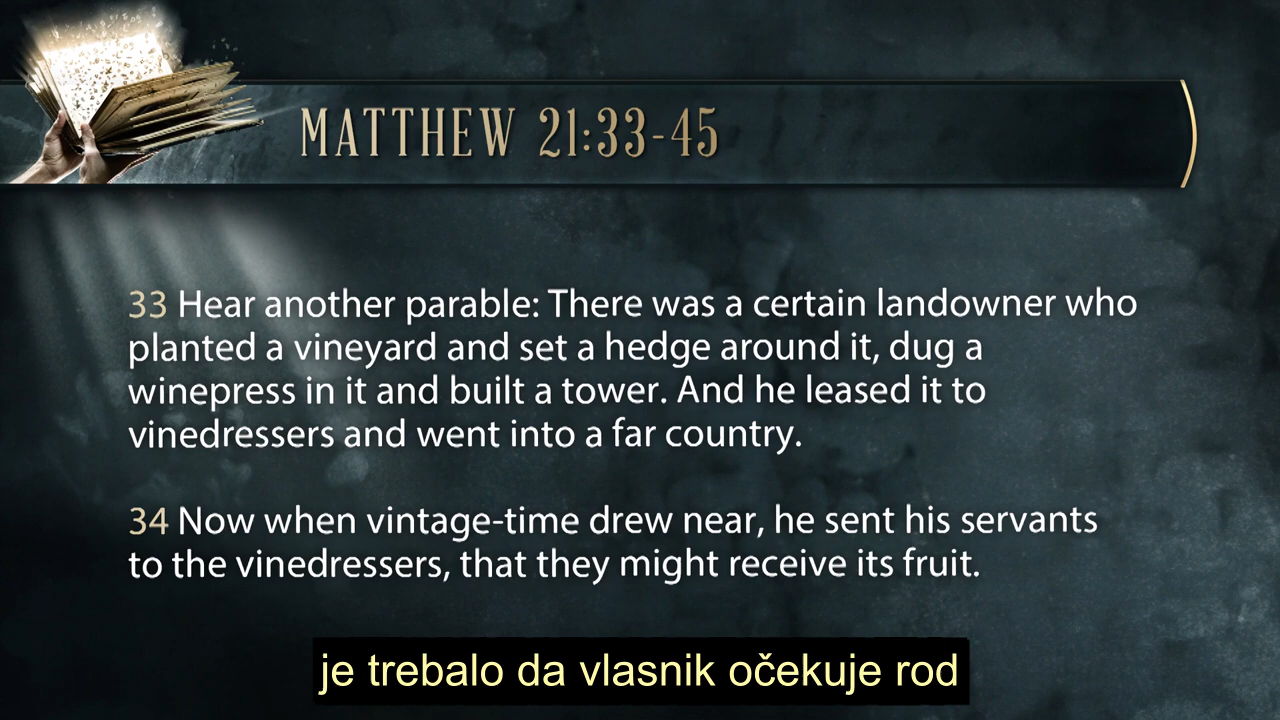 MATTHEW 21:33-45
33 Hear another parable: There was a certain landowner who
planted a vineyard and set a hedge around it, dug a
winepress in it and built a tower. And he leased it to
vinedressers and went into a far country.
34 Now when vintage-time drew near, he sent his servants
to the vinedressers, that they might receive its fruit.
je trebalo da vlasnik očekuje rod